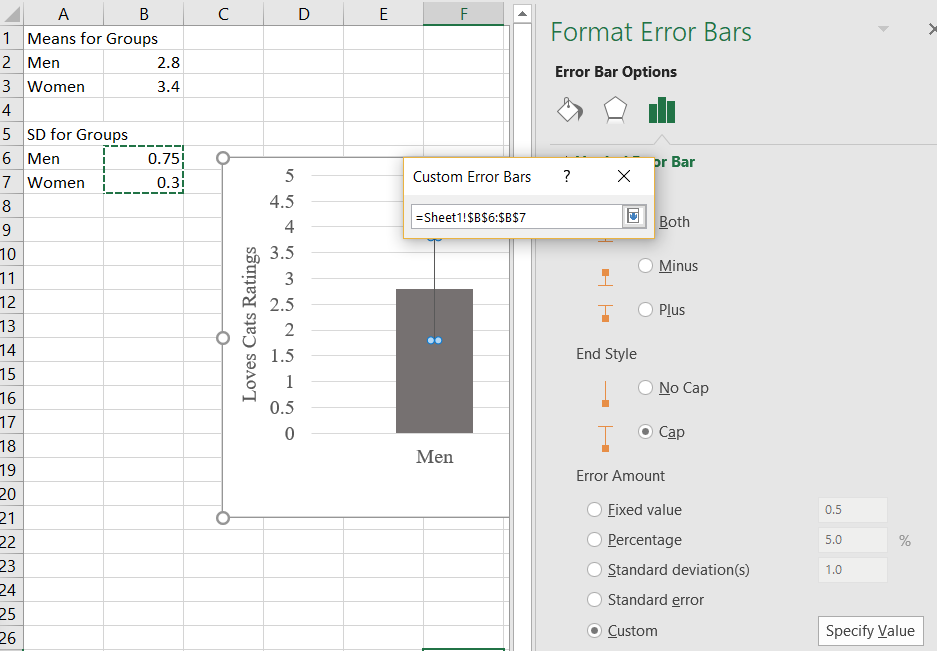 A B C D E F
1 Means for Groups
2 Men 2.8
3 Women 3.4
4
5 SD for Groups
6 Men 0.75
7 Women 0.3
8
9
10
11
12
13
14
15
16
17
18
19
20
21
22
23
24
25
26
5
4.5
4
3.5
3
2.5
2
1.5
1
0.5
0
Loves Cats Ratings
Men
Custom Error Bars ?
=Sheet1!$B$6:$B$7
Format Error Bars
Error Bar Options
or Bar
Both
Minus
Plus
End Style
No Cap
Cap
Error Amount
Fixed value 0.5
Percentage 5.0 %
Standard deviation(s) 1.0
Standard error
Custom Specify Value